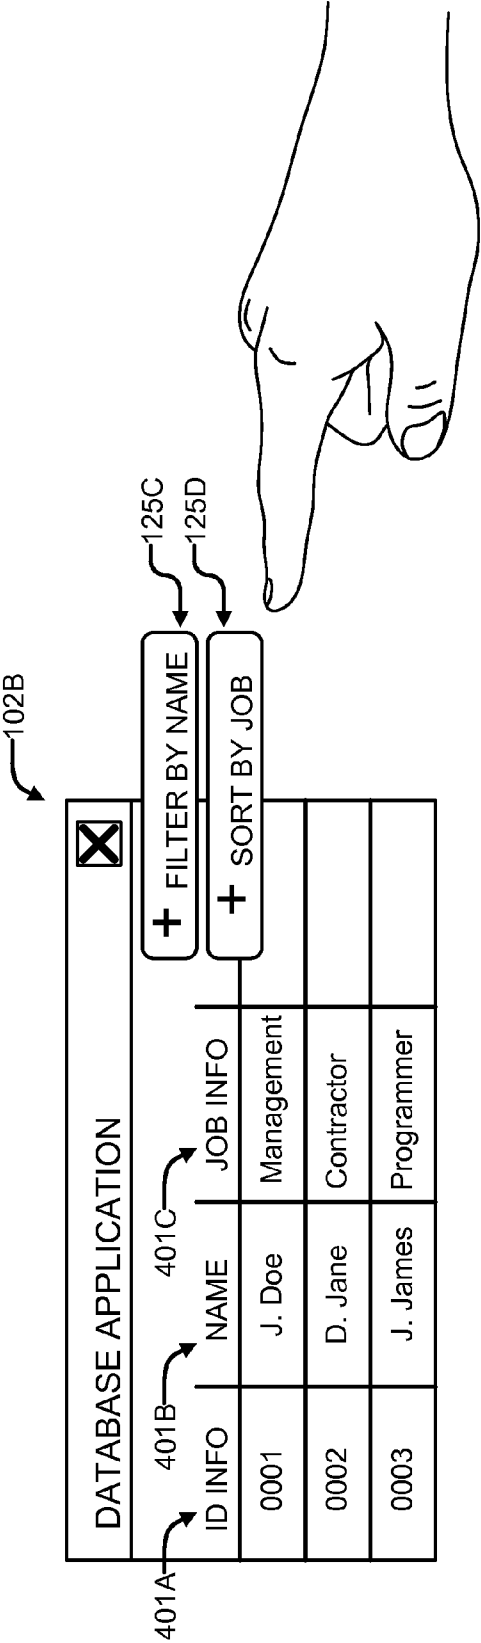 102B
DATABASE APPLICATION
+ FILTER BY NAME
125C
+ SORT BY JOB
125D
401A
401B
401C
ID INFO NAME JOB INFO
0001 J. Doe Management
0002 D. Jane Contractor
0003 J. James Programmer